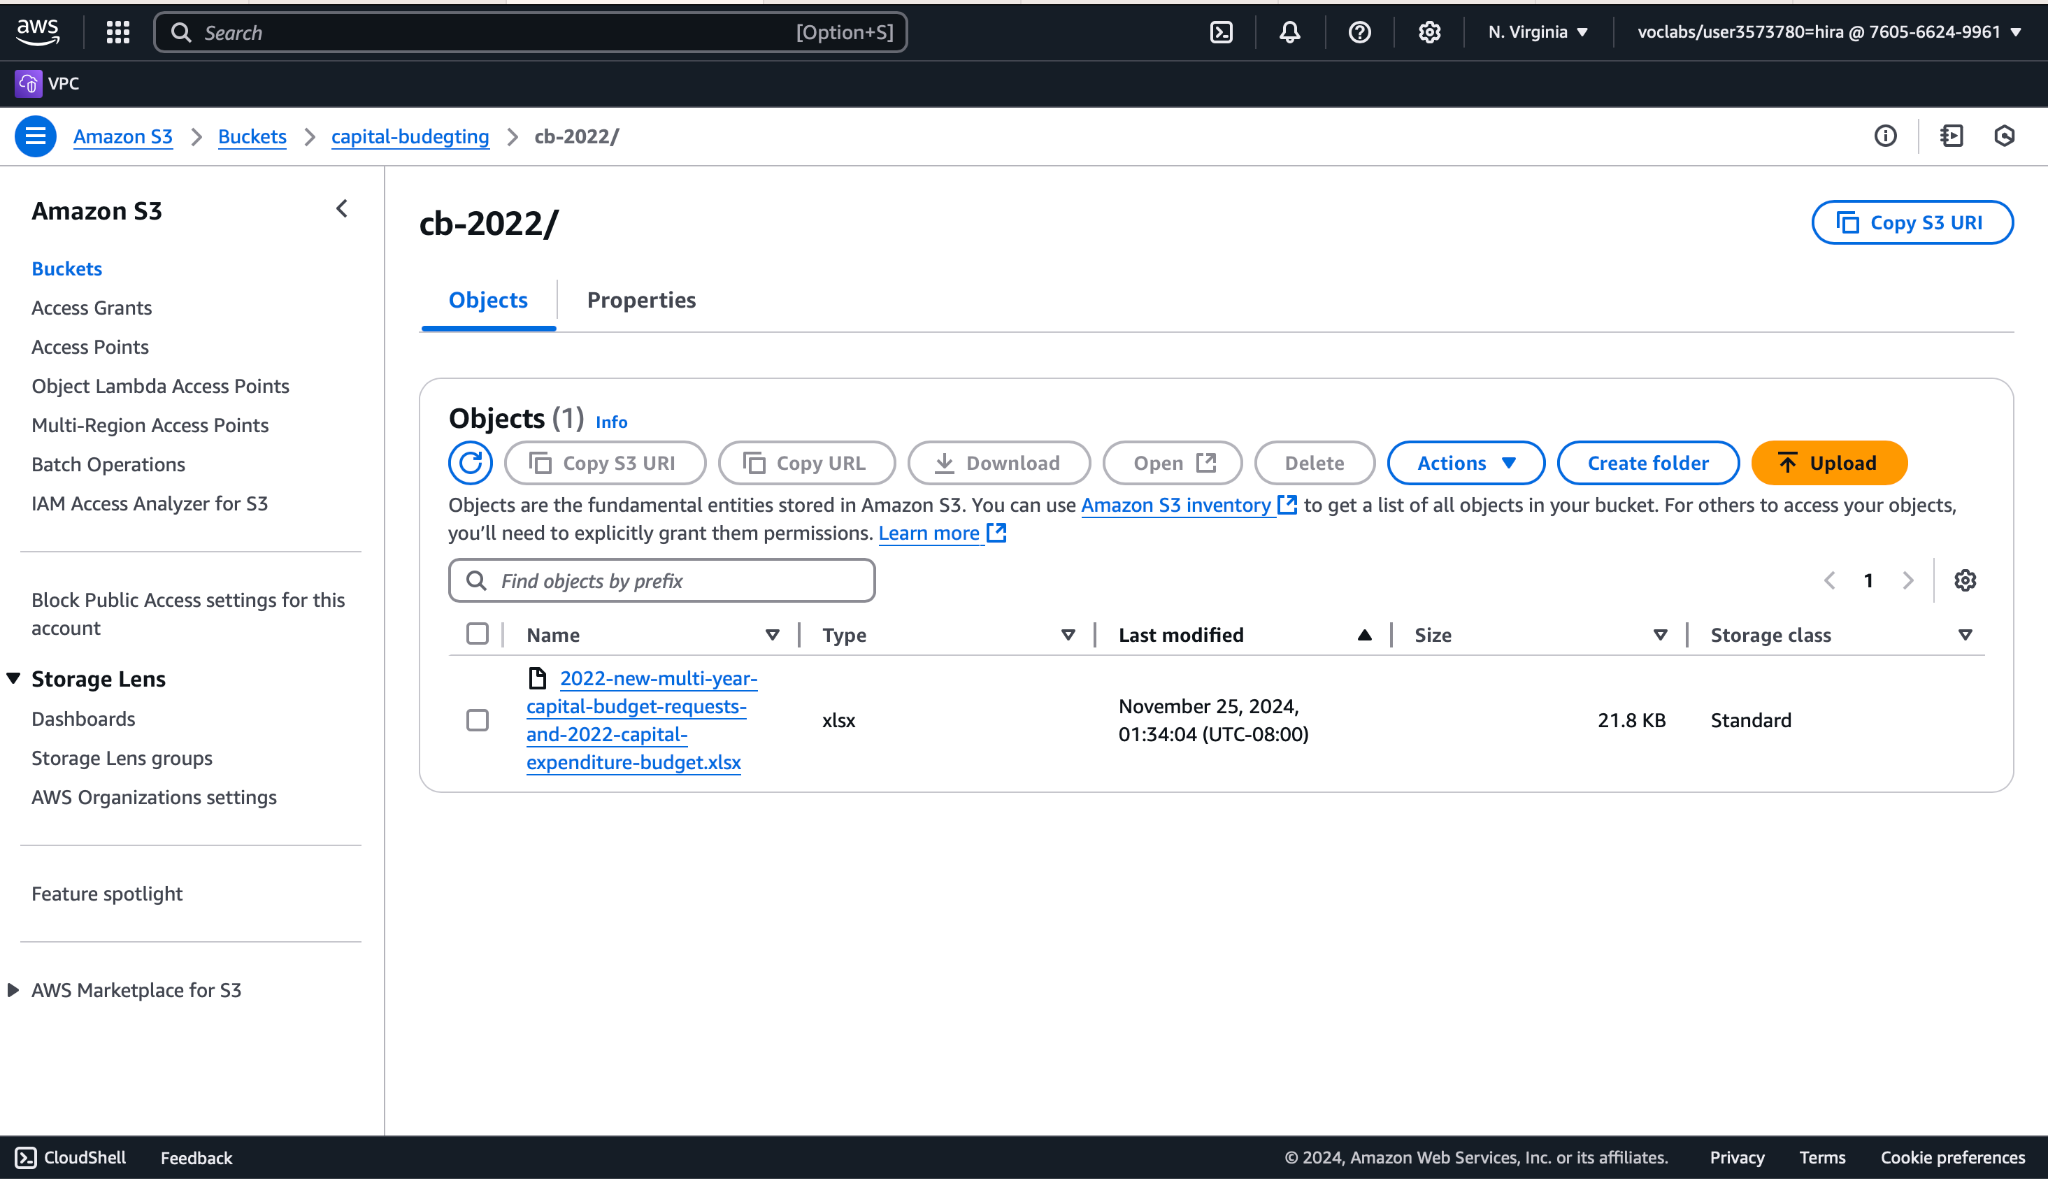 aws
Search
[Option+S]
N. Virginia
voclabs/user3573780=hira @ 7605-6624-9961
VPC
Amazon S3
Buckets
capital-budegting
cb-2022/
Amazon S3
Buckets
Access Grants
Access Points
Object Lambda Access Points
Multi-Region Access Points
Batch Operations
IAM Access Analyzer for S3
Block Public Access settings for this
account
Storage Lens
Dashboards
Storage Lens groups
AWS Organizations settings
Feature spotlight
AWS Marketplace for S3
cb-2022/
Copy S3 URI
Objects
Properties
Objects (1) Info
Copy S3 URI
Copy URL
Download
Open
Delete
Actions
Create folder
Upload
Objects are the fundamental entities stored in Amazon S3. You can use Amazon S3 inventory to get a list of all objects in your bucket. For others to access your objects,
you’ll need to explicitly grant them permissions. Learn more
Find objects by prefix
1
Name
Type
Last modified
Size
Storage class
2022-new-multi-year-
capital-budget-requests-
and-2022-capital-
expenditure-budget.xlsx
xlsx
November 25, 2024,
01:34:04 (UTC-08:00)
21.8 KB
Standard
CloudShell
Feedback
© 2024, Amazon Web Services, Inc. or its affiliates.
Privacy
Terms
Cookie preferences